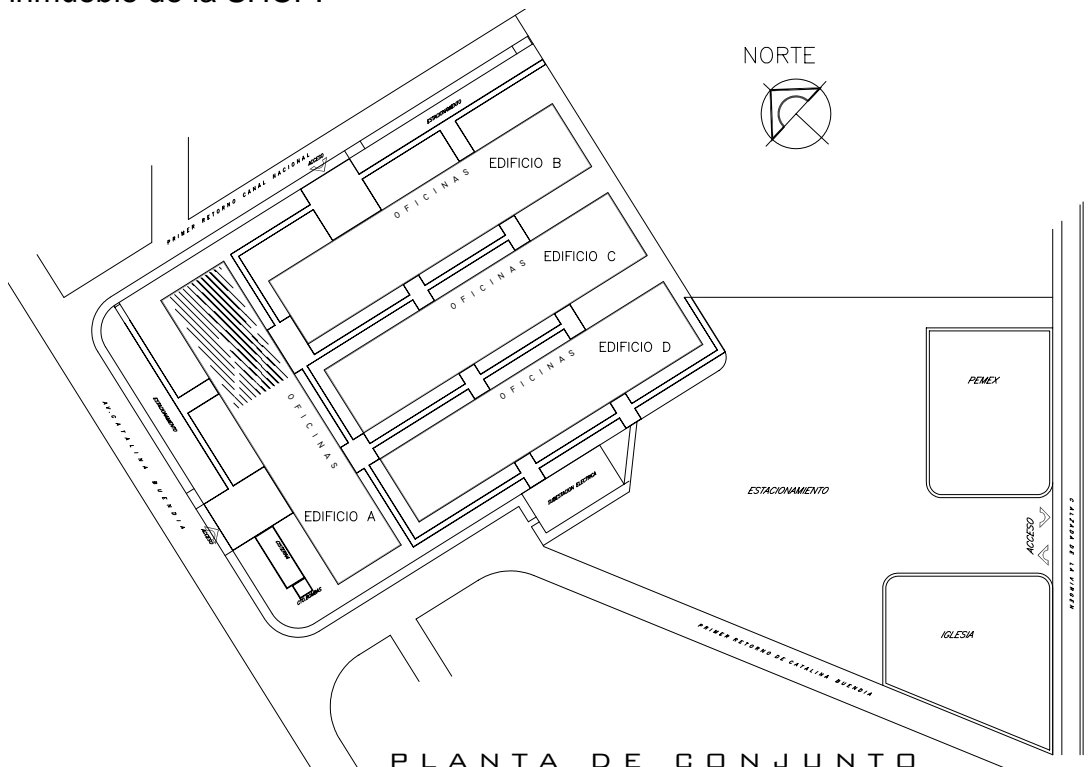 NORTE
ESTACIONAMIENTO
ACCESO
PRIMER RETORNO CANAL NACIONAL
EDIFICIO B
OFICINAS
EDIFICIO C
OFICINAS
EDIFICIO D
OFICINAS
OFICINAS
EDIFICIO A
ESTACIONAMIENTO
AV. CATALINA BUENDIA
ACCESO
CISTERNA
SUBESTACION ELECTRICA
ESTACIONAMIENTO
PEMEX
ACCESO
CALZADA DE LA VIRGEN
IGLESIA
PRIMER RETORNO DE CATALINA BUENDIA
PLANTA DE CONJUNTO